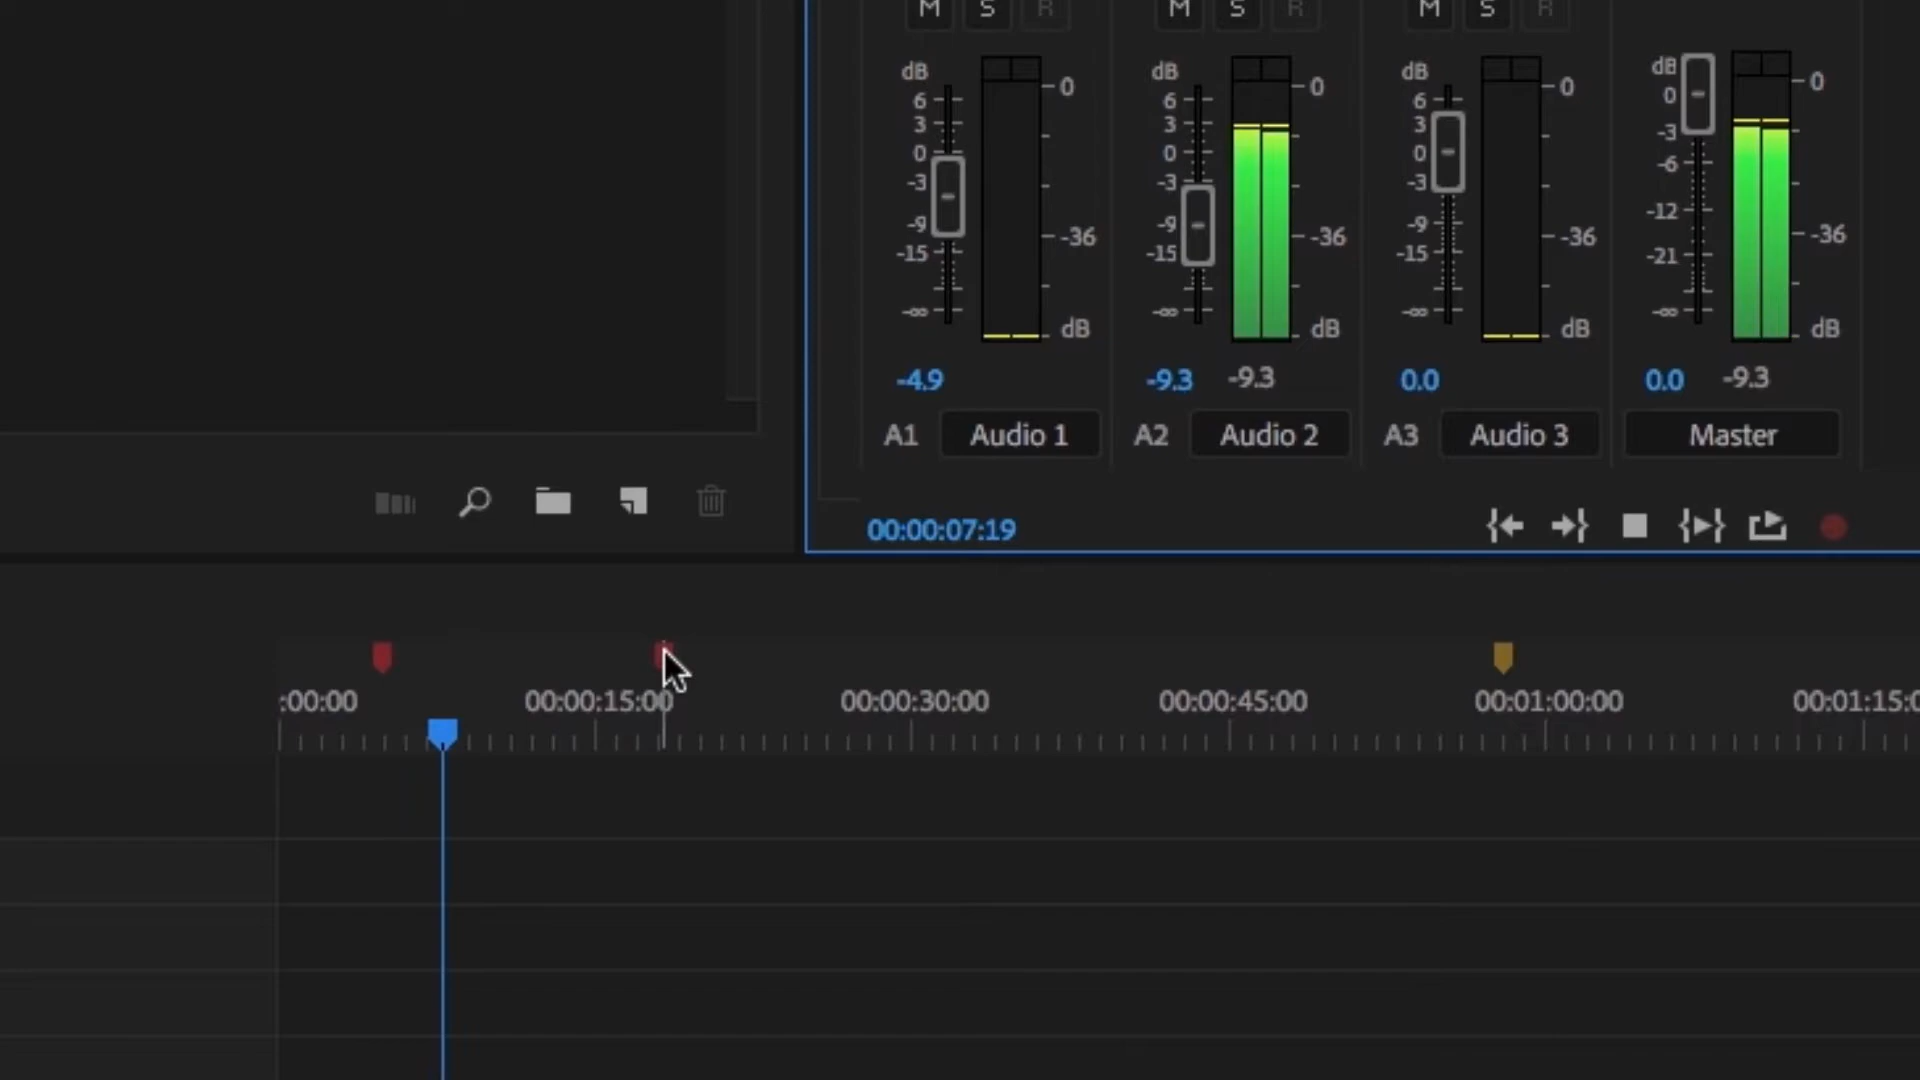 M S R M S R M S R
dB dB dB dB
6 0 6 0 6 0 0 0
3 3 3 -3
0 0 0 -6
-3 -3 -3
-9 -36 -9 -36 -9 -36 -12 -36
-15 -15 -15 -21
-∞ dB -∞ dB -∞ dB -∞ dB
-4.9 -9.3 -9.3 0.0 0.0 -9.3
A1 Audio 1 A2 Audio 2 A3 Audio 3 Master
00:00:07:19
:00:00 00:00:15:00 00:00:30:00 00:00:45:00 00:01:00:00 00:01:15:0